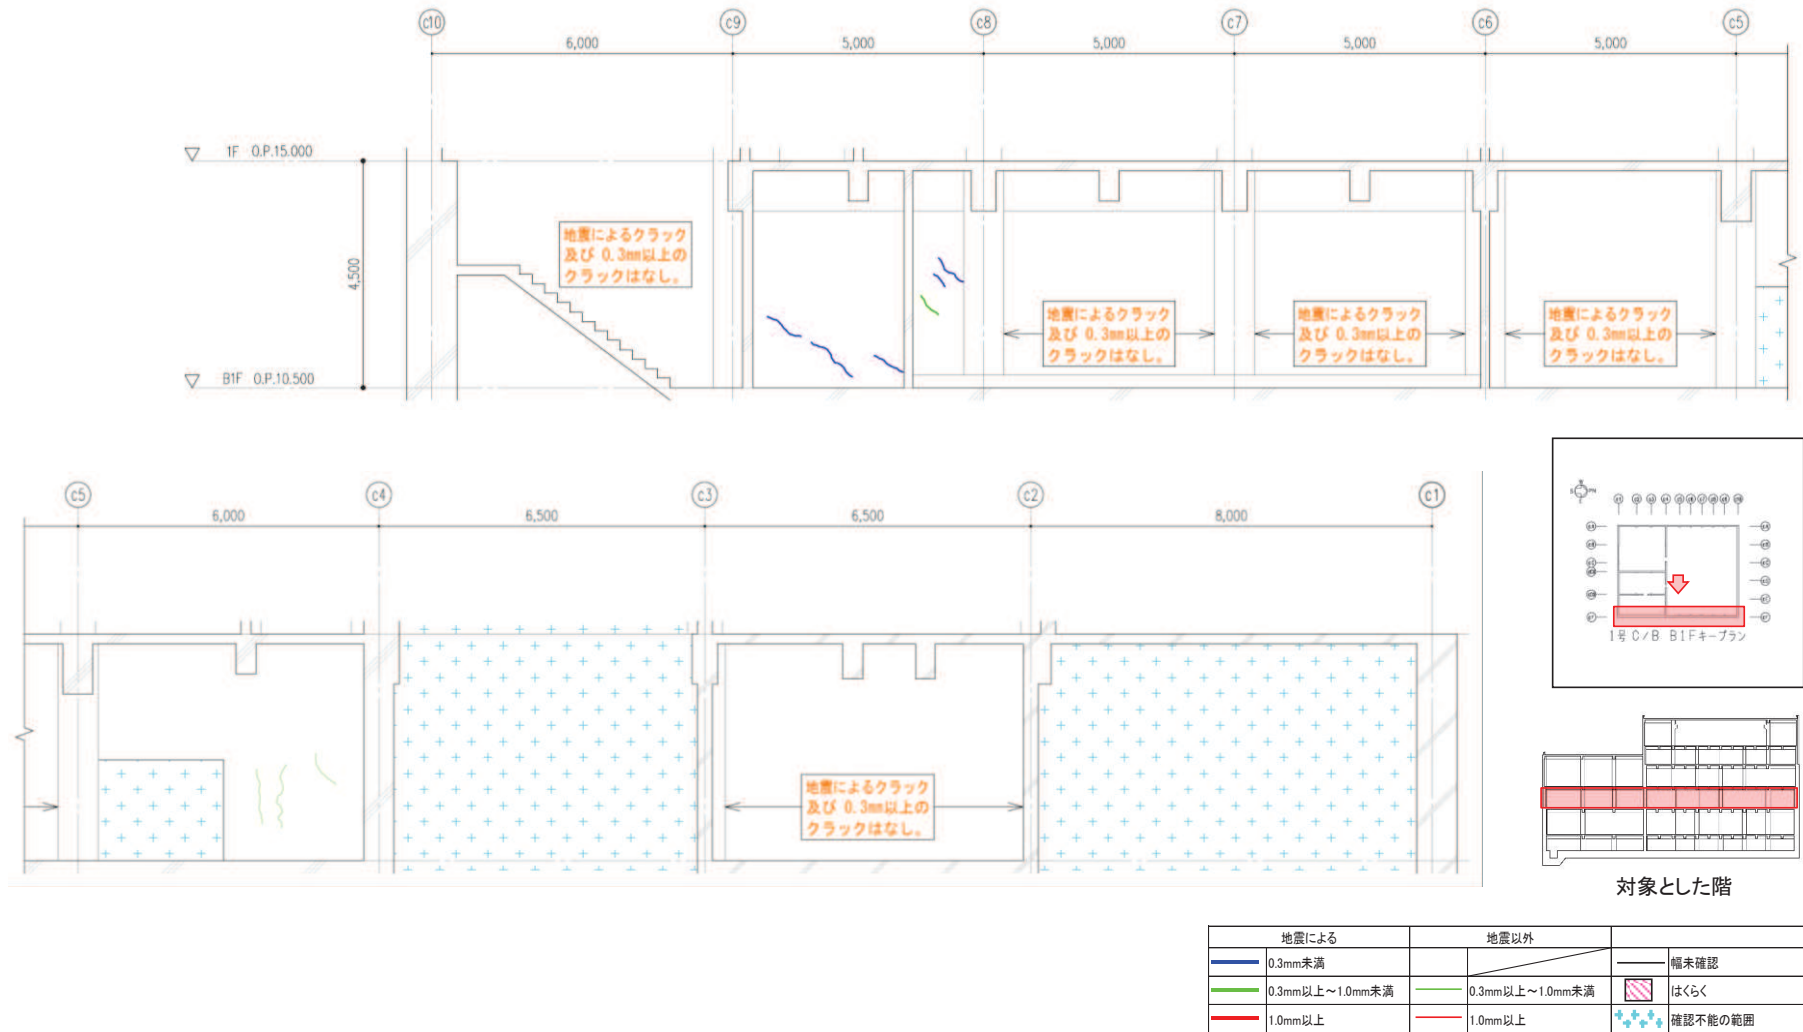 c10 c9 c8 c7 c6 c5
6,000 5,000 5,000 5,000 5,000
1F O.P.15.000
4,500
B1F O.P.10.500
地震によるクラック
及び 0.3mm以上の
クラックはなし。
地震によるクラック
及び 0.3mm以上の
クラックはなし。
地震によるクラック
及び 0.3mm以上の
クラックはなし。
地震によるクラック
及び 0.3mm以上の
クラックはなし。
c5 c4 c3 c2 c1
6,000 6,500 6,500 8,000
地震によるクラック
及び 0.3mm以上の
クラックはなし。
1号 C/B B1Fキープラン
対象とした階
地震による 地震以外
0.3mm未満 幅未確認
0.3mm以上~1.0mm未満 0.3mm以上~1.0mm未満 はくらく
1.0mm以上 1.0mm以上 確認不能の範囲